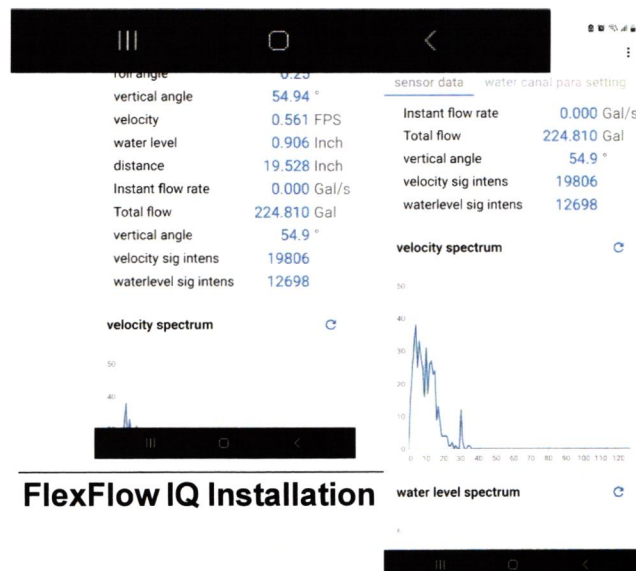 roll angle 0.25
vertical angle 54.94 °
velocity 0.561 FPS
water level 0.906 Inch
distance 19.528 Inch
Instant flow rate 0.000 Gal/s
Total flow 224.810 Gal
vertical angle 54.9 °
velocity sig intens 19806
waterlevel sig intens 12698
velocity spectrum
50
40
FlexFlow IQ Installation
sensor data water canal para setting
Instant flow rate 0.000 Gal/s
Total flow 224.810 Gal
vertical angle 54.9 °
velocity sig intens 19806
waterlevel sig intens 12698
velocity spectrum
50
40
30
20
10
0
0 10 20 30 40 50 60 70 80 90 100 110 120
water level spectrum